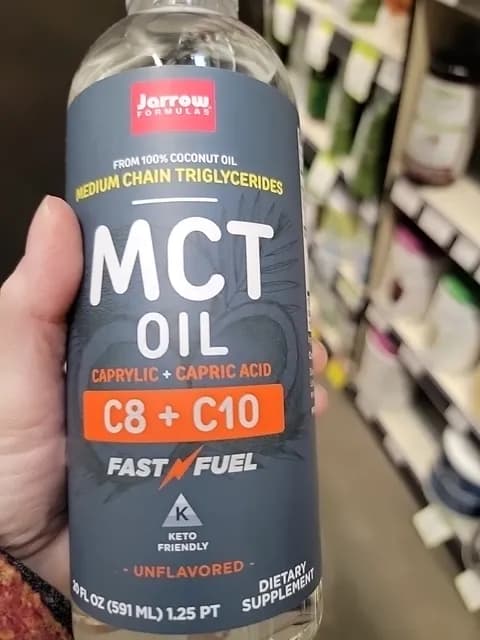 Jarrow
FORMULAS
FROM 100% COCONUT OIL
MEDIUM CHAIN TRIGLYCERIDES
MCT
OIL
CAPRYLIC + CAPRIC ACID
C8 + C10
FAST FUEL
K
KETO
FRIENDLY
- UNFLAVORED -
20 FL OZ (591 ML) 1.25 PT
DIETARY
SUPPLEMENT